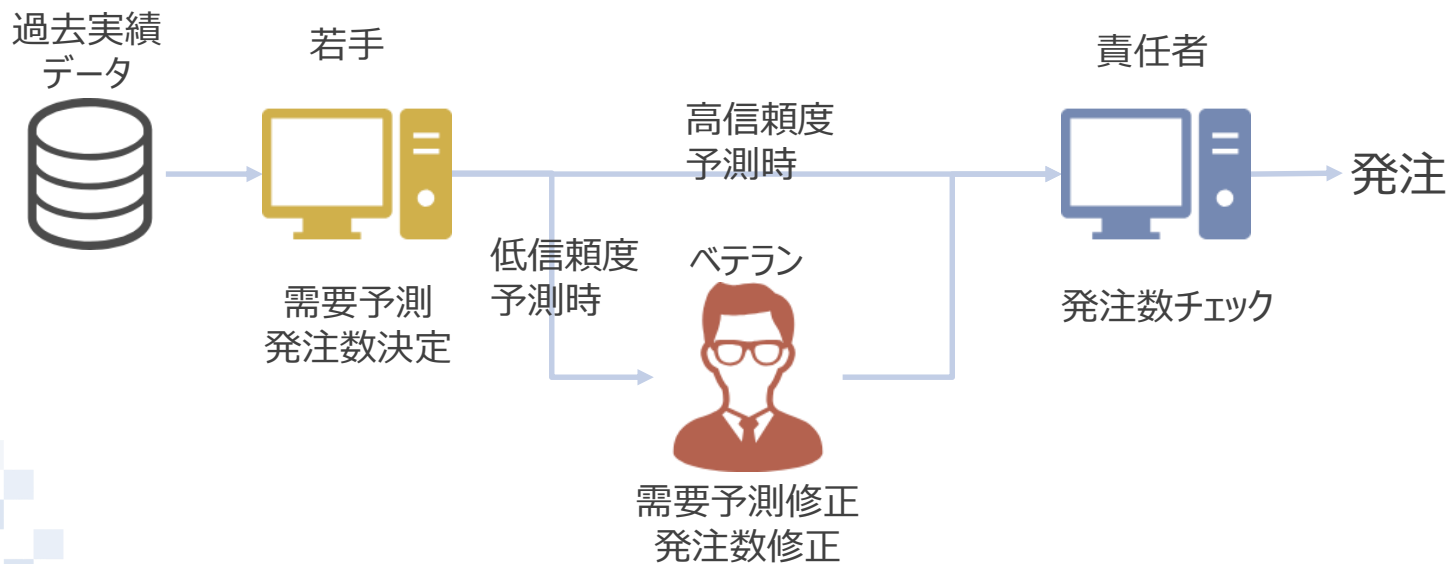 過去実績
データ
若手
需要予測
発注数決定
高信頼度
予測時
低信頼度
予測時
ベテラン
需要予測修正
発注数修正
責任者
発注数チェック
発注